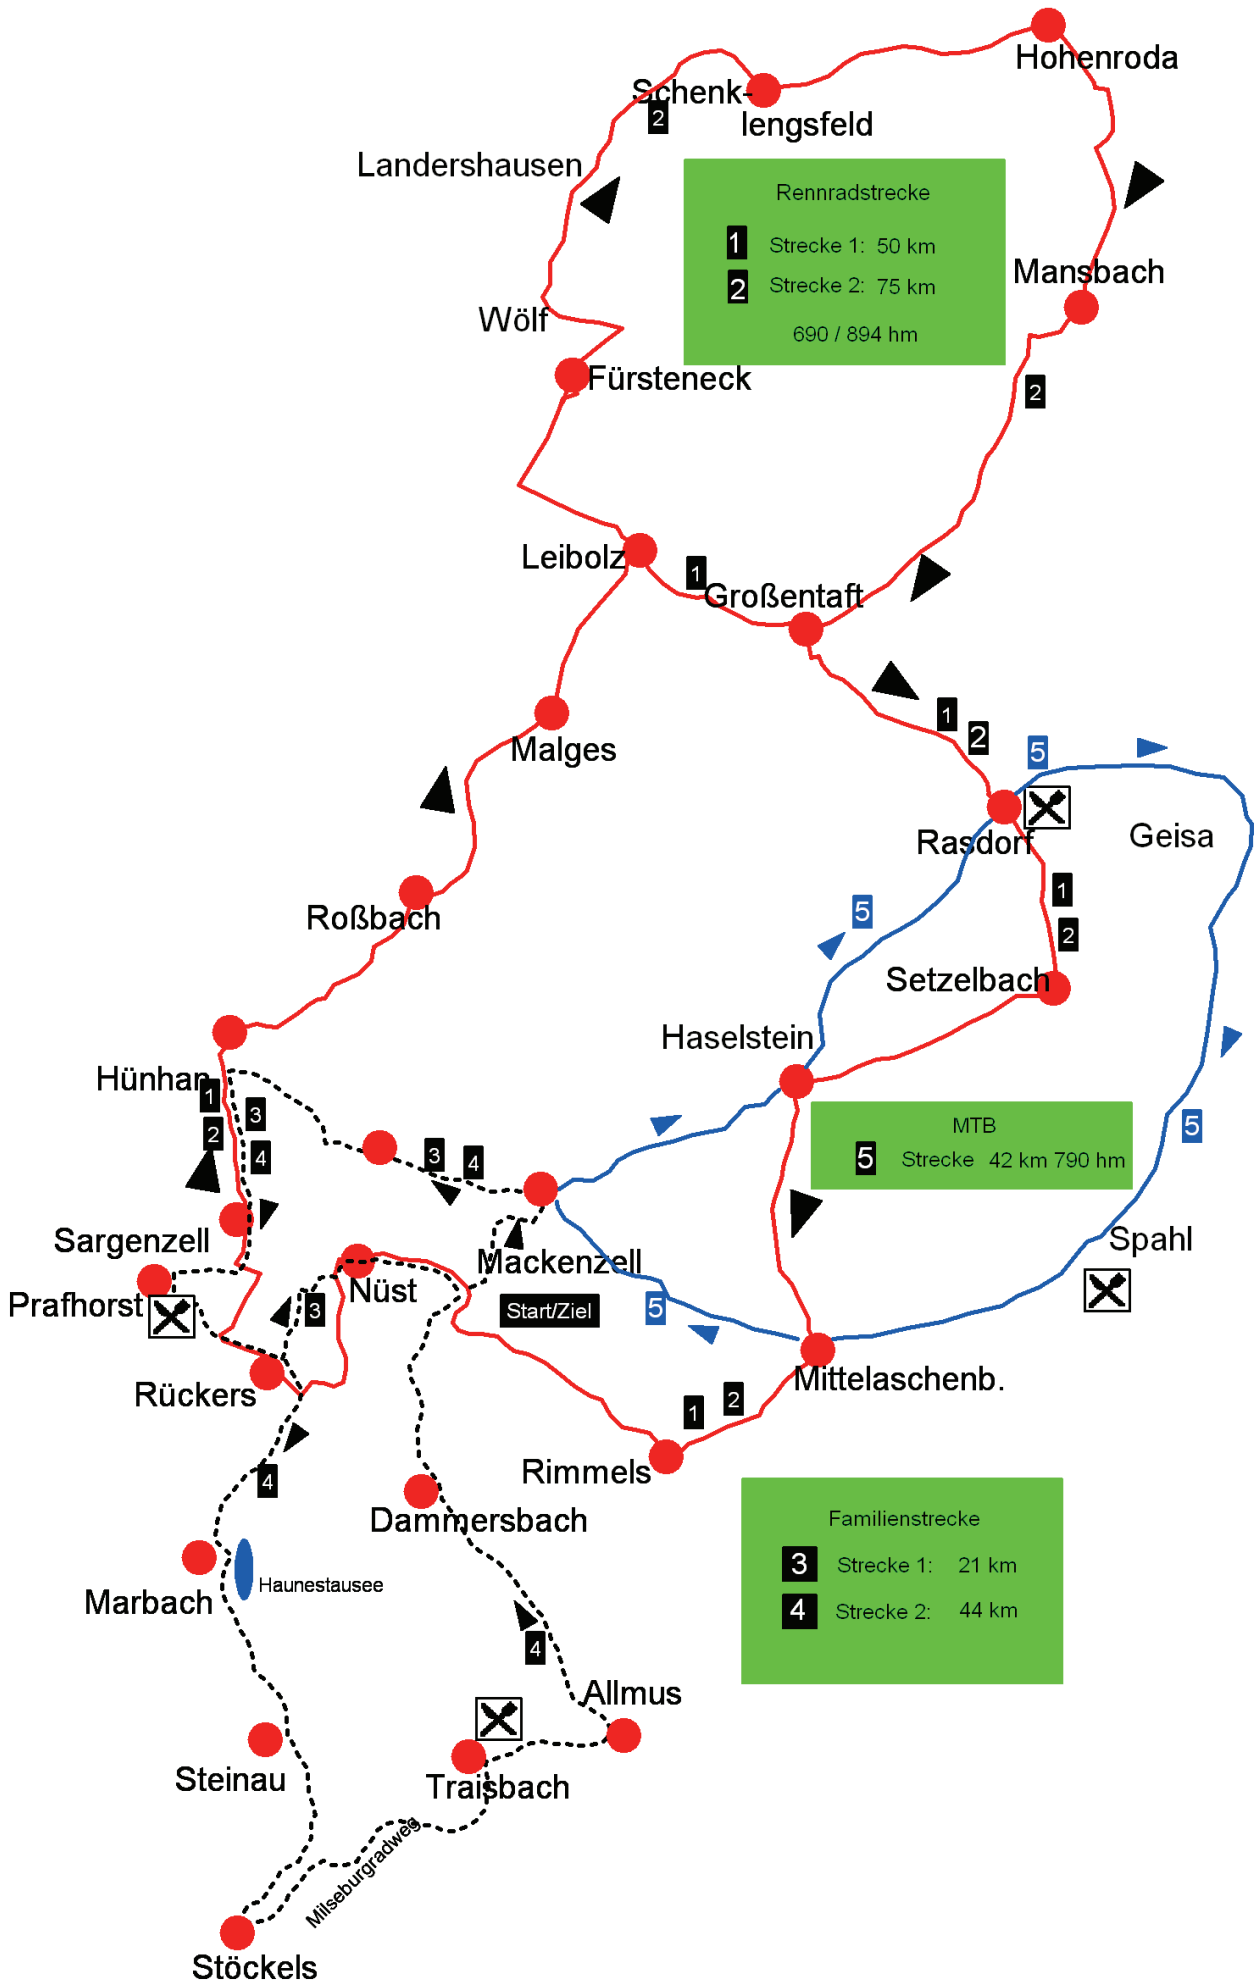 Hohenroda
Schenk-
lengsfeld
2
Landershausen
Rennradstrecke
1 Strecke 1: 50 km
2 Strecke 2: 75 km
690 / 894 hm
Mansbach
Wölf
Fürsteneck
2
Leibolz
1
Großentaft
1
2
Malges
5
Rasdorf
Geisa
1
5
Roßbach
2
Setzelbach
Haselstein
5
Hünhan
1
3
2
4
3
4
MTB
5 Strecke 42 km 790 hm
5
Sargenzell
Mackenzell
Spahl
Prafhorst
Nüst
3
Start/Ziel
5
Mittelaschenb.
Rückers
1
2
Rimmels
4
Dammersbach
Familienstrecke
3 Strecke 1: 21 km
4 Strecke 2: 44 km
Haunestausee
Marbach
4
Allmus
Steinau
Traisbach
Milseburgradweg
Stöckels